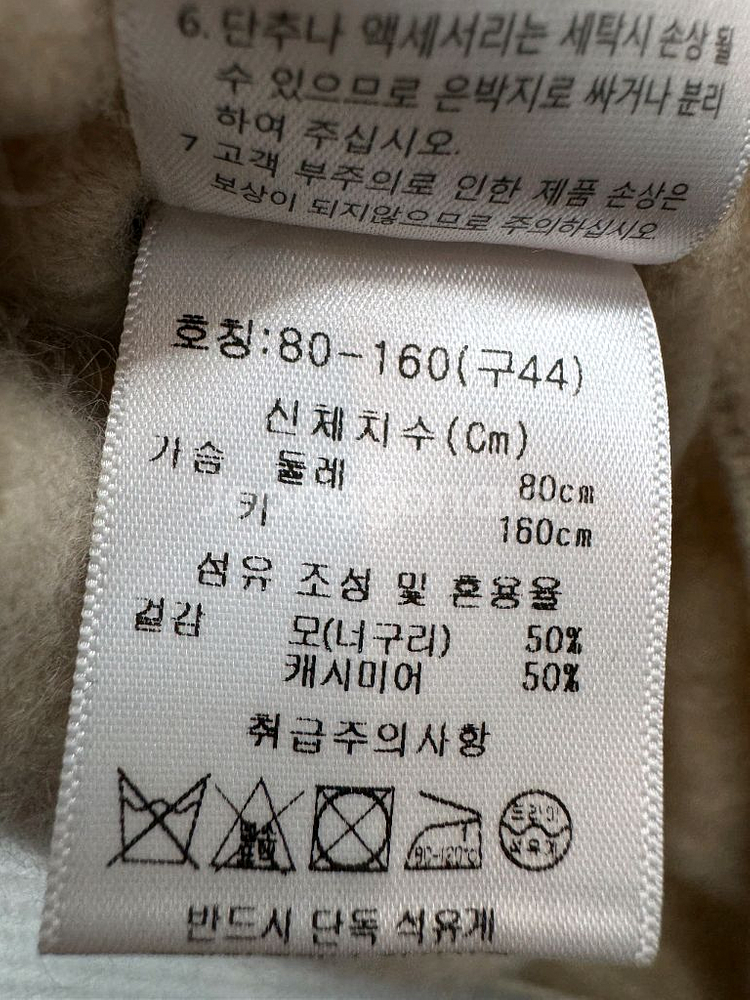 6. 단추나 액세서리는 세탁시 손상될
수 있으므로 은박지로 싸거나 분리
하여 주십시오.
7 고객 부주의로 인한 제품 손상은
보상이 되지않으므로 주의하십시오
호칭:80-160(구44)
신체치수(Cm)
가슴 둘레 80cm
키 160cm
섬유 조성 및 혼용율
겉감 모(너구리) 50%
캐시미어 50%
취급주의사항
염소표백 80-120℃ 드라이
석유계
반드시 단독 석유계